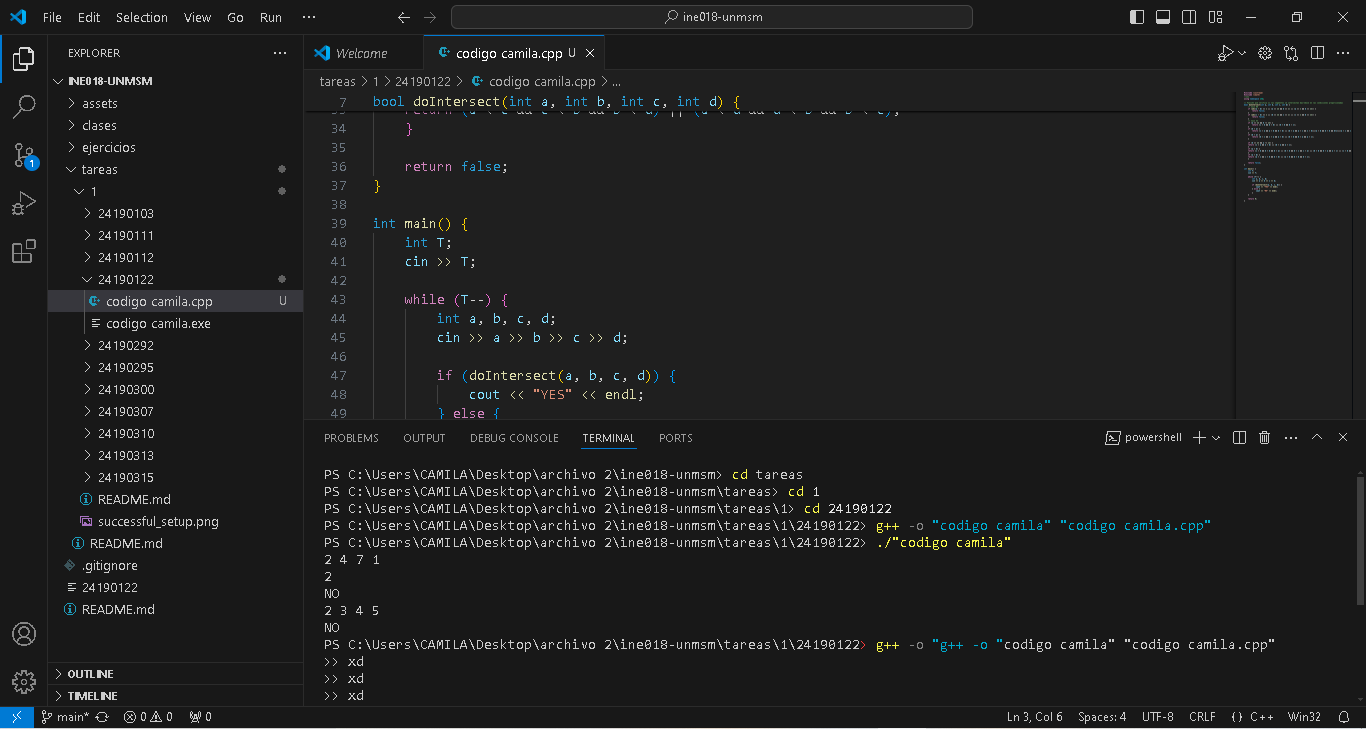 File Edit Selection View Go Run ··· ine018-unmsm
EXPLORER ···
INE018-UNMSM
assets
clases
ejercicios
tareas
1
24190103
24190111
24190112
24190122
codigo camila.cpp U
codigo camila.exe
24190292
24190295
24190300
24190307
24190310
24190313
24190315
README.md
successful_setup.png
README.md
.gitignore
24190122
README.md
OUTLINE
TIMELINE
1
Welcome codigo camila.cpp U
tareas > 1 > 24190122 > codigo camila.cpp > ...
7 bool doIntersect(int a, int b, int c, int d) {
34 }
35
36 return false;
37 }
38
39 int main() {
40 int T;
41 cin >> T;
42
43 while (T--) {
44 int a, b, c, d;
45 cin >> a >> b >> c >> d;
46
47 if (doIntersect(a, b, c, d)) {
48 cout << "YES" << endl;
49 } else {
PROBLEMS OUTPUT DEBUG CONSOLE TERMINAL PORTS powershell
PS C:\Users\CAMILA\Desktop\archivo 2\ine018-unmsm> cd tareas
PS C:\Users\CAMILA\Desktop\archivo 2\ine018-unmsm\tareas> cd 1
PS C:\Users\CAMILA\Desktop\archivo 2\ine018-unmsm\tareas\1> cd 24190122
PS C:\Users\CAMILA\Desktop\archivo 2\ine018-unmsm\tareas\1\24190122> g++ -o "codigo camila" "codigo camila.cpp"
PS C:\Users\CAMILA\Desktop\archivo 2\ine018-unmsm\tareas\1\24190122> ./"codigo camila"
2 4 7 1
2
NO
2 3 4 5
NO
PS C:\Users\CAMILA\Desktop\archivo 2\ine018-unmsm\tareas\1\24190122> g++ -o "g++ -o "codigo camila" "codigo camila.cpp"
>> xd
>> xd
>> xd
main* 0 0 0 Ln 3, Col 6 Spaces: 4 UTF-8 CRLF {} C++ Win32